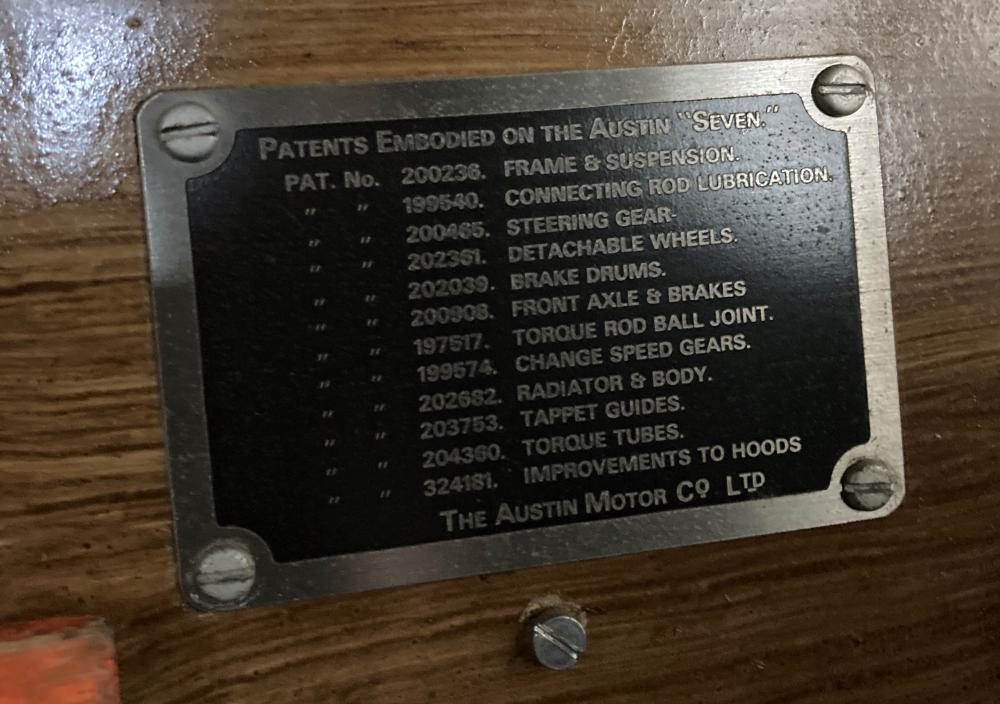 PATENTS EMBODIED ON THE AUSTIN "SEVEN."
PAT. No. 200236. FRAME & SUSPENSION.
" " 199540. CONNECTING ROD LUBRICATION.
" " 200465. STEERING GEAR-
" " 202361. DETACHABLE WHEELS.
" " 202039. BRAKE DRUMS.
" " 200908. FRONT AXLE & BRAKES
" " 197517. TORQUE ROD BALL JOINT.
" " 199574. CHANGE SPEED GEARS.
" " 202682. RADIATOR & BODY.
" " 203753. TAPPET GUIDES.
" " 204360. TORQUE TUBES.
" " 324181. IMPROVEMENTS TO HOODS
THE AUSTIN MOTOR CO LTD